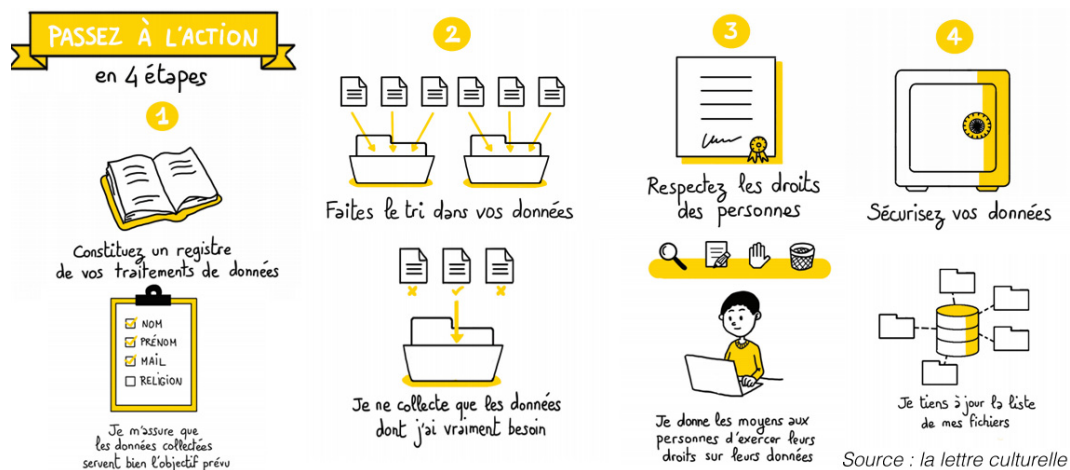 PASSEZ À L'ACTION
en 4 étapes
1
Constituez un registre
de vos traitements de données
NOM
PRÉNOM
MAIL
RELIGION
Je m'assure que
les données collectées
servent bien l'objectif prévu
2
Faites le tri dans vos données
Je ne collecte que les données
dont j'ai vraiment besoin
3
Respectez les droits
des personnes
Je donne les moyens aux
personnes d'exercer leurs
droits sur leurs données
4
Sécurisez vos données
Je tiens à jour la liste
de mes fichiers
Source : la lettre culturelle